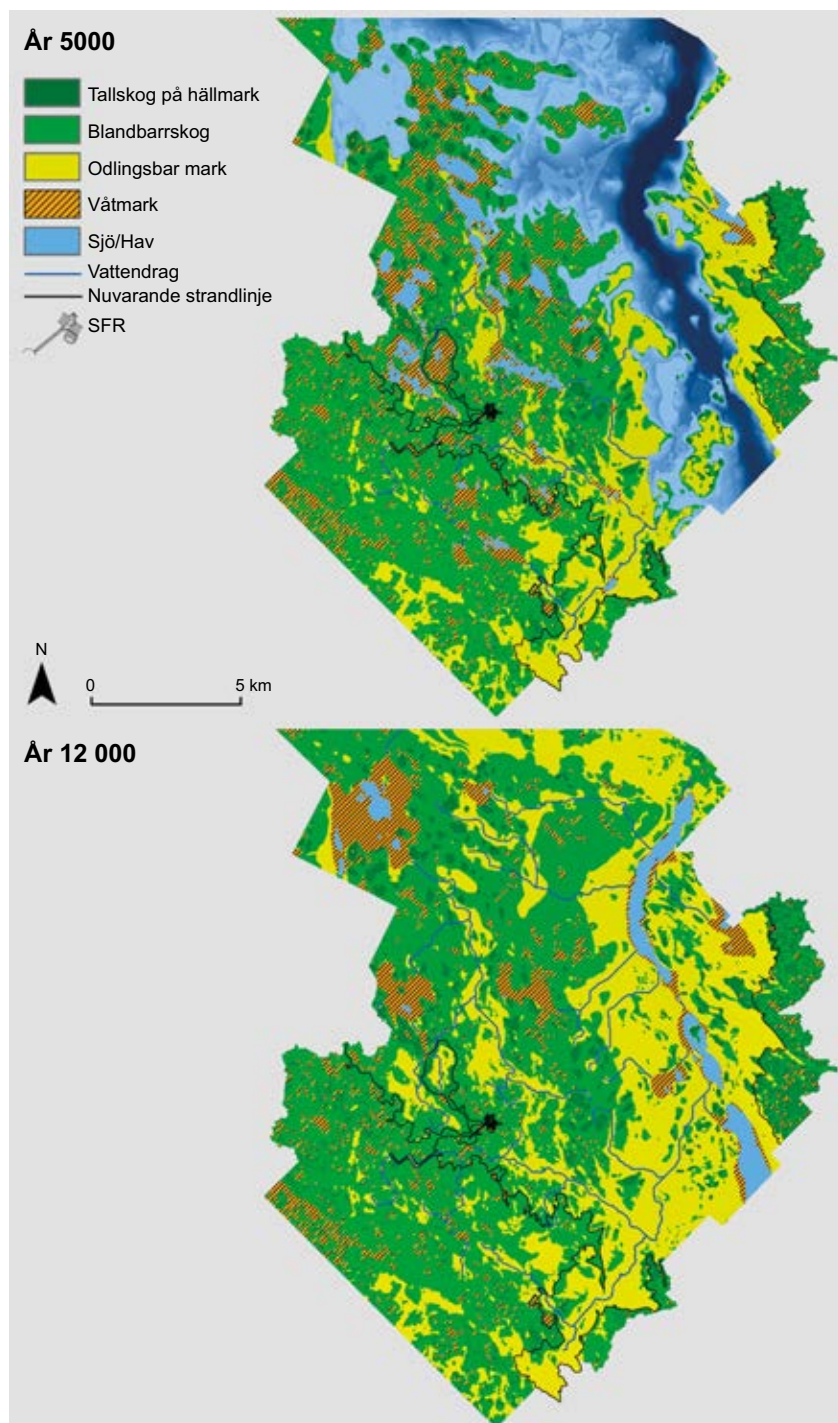 År 5000
Tallskog på hällmark
Blandbarrskog
Odlingsbar mark
Våtmark
Sjö/Hav
Vattendrag
Nuvarande strandlinje
SFR
N
0 5 km
År 12 000